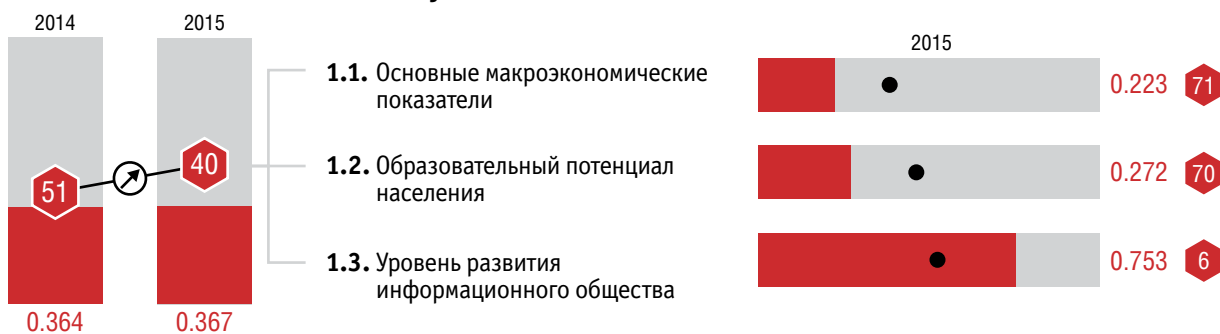 2014
2015
51
40
0.364
0.367
1.1. Основные макроэкономические
показатели
1.2. Образовательный потенциал
населения
1.3. Уровень развития
информационного общества
2015
0.223 71
0.272 70
0.753 6